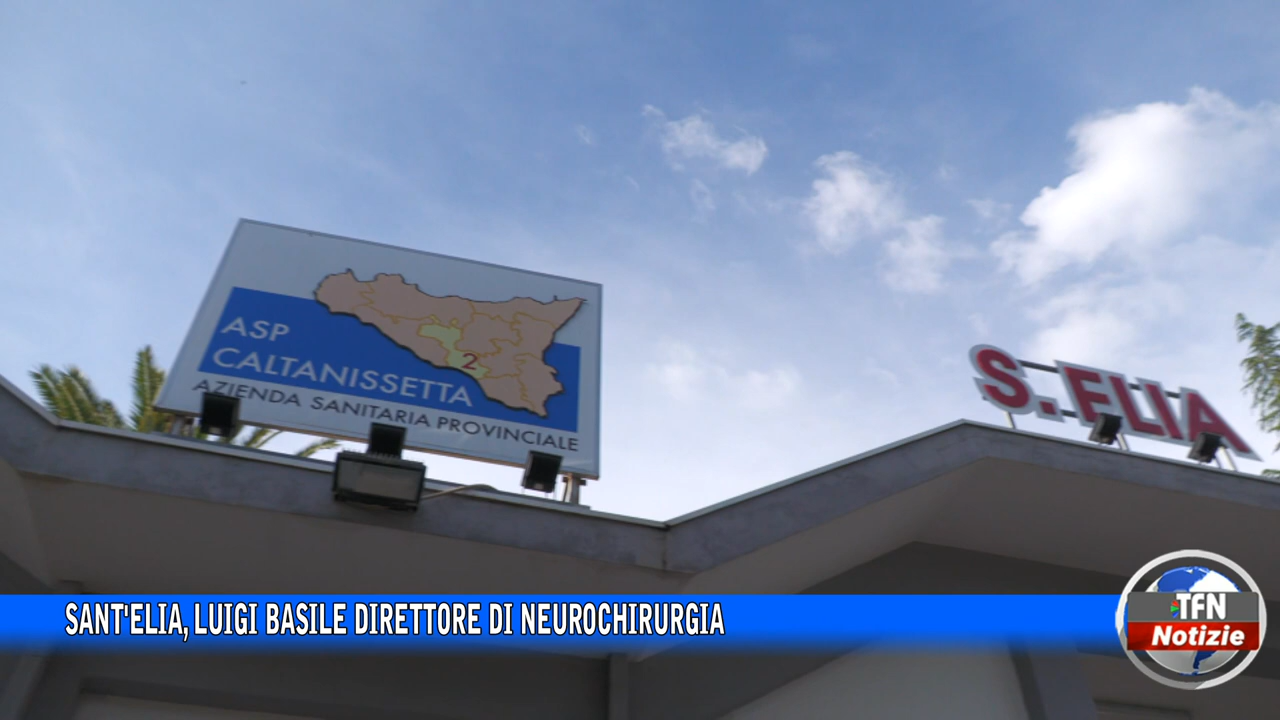 ASP
CALTANISSETTA
AZIENDA SANITARIA PROVINCIALE
2
S. ELIA
SANT'ELIA, LUIGI BASILE DIRETTORE DI NEUROCHIRURGIA
TFN
Notizie